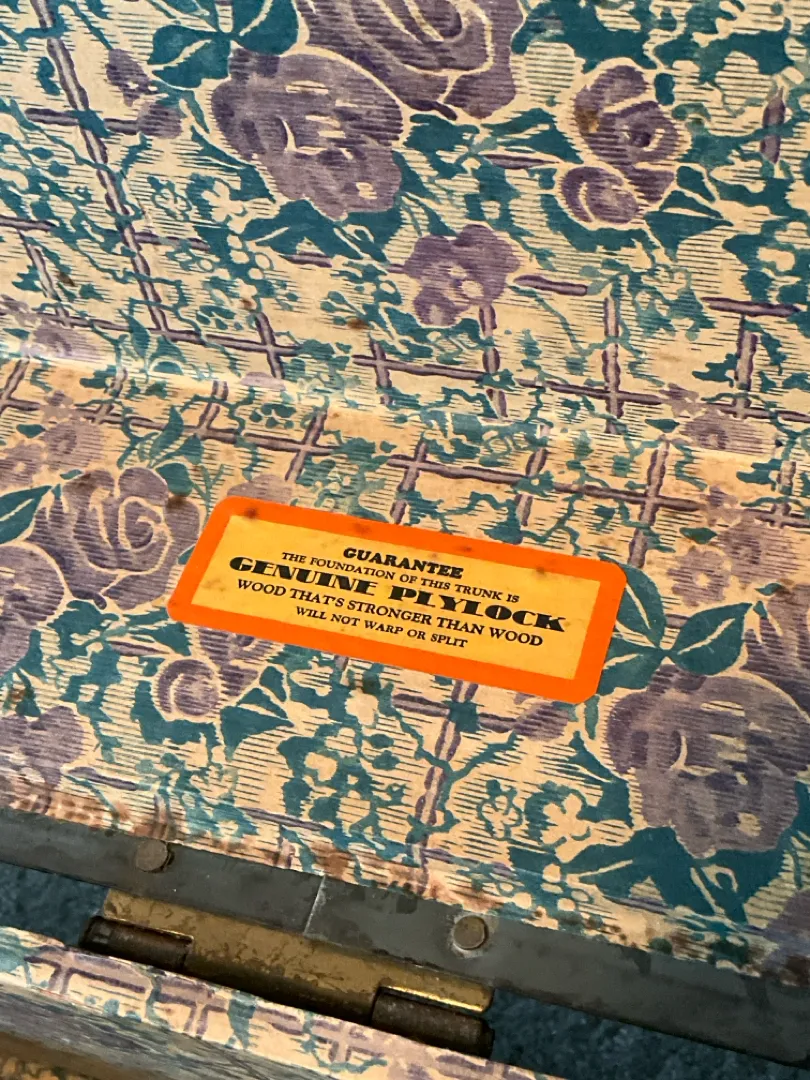 GUARANTEE
THE FOUNDATION OF THIS TRUNK IS
GENUINE PLYLOCK
WOOD THAT'S STRONGER THAN WOOD
WILL NOT WARP OR SPLIT